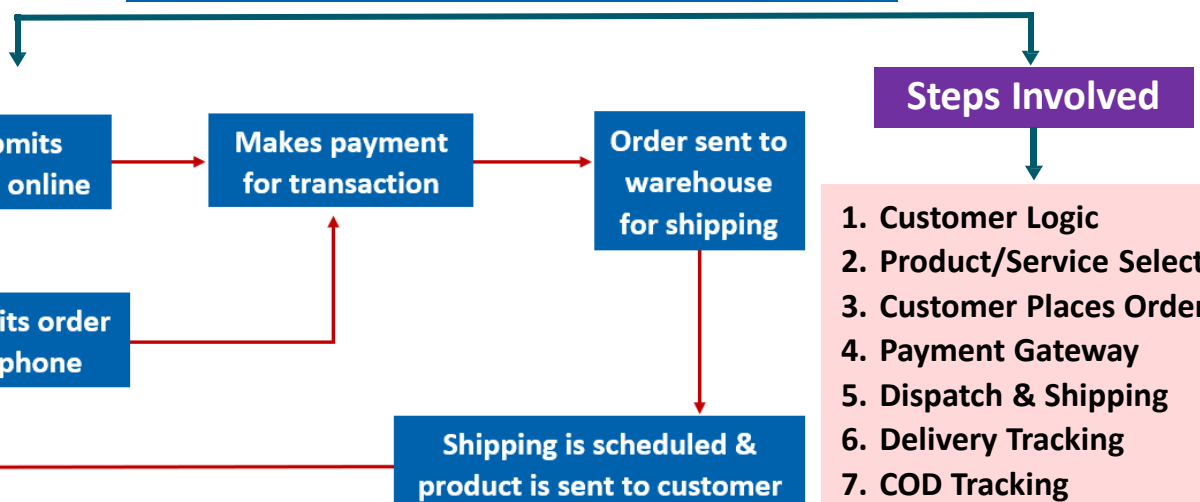 Steps Involved
online
Makes payment
for transaction
Order sent to
warehouse
for shipping
order
phone
Shipping is scheduled &
product is sent to customer
1. Customer Logic
2. Product/Service Select
3. Customer Places Order
4. Payment Gateway
5. Dispatch & Shipping
6. Delivery Tracking
7. COD Tracking